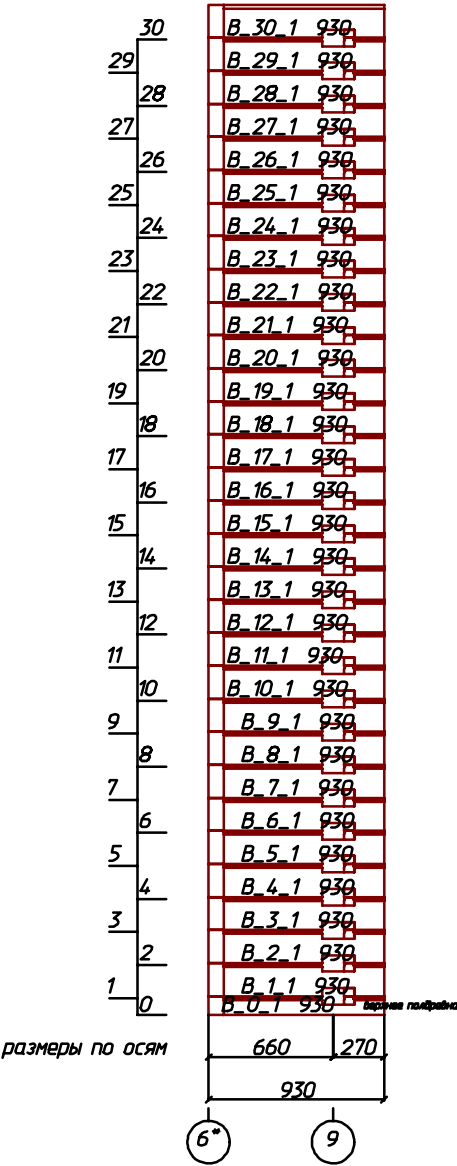 30 B_30_1 930
29 B_29_1 930
28 B_28_1 930
27 B_27_1 930
26 B_26_1 930
25 B_25_1 930
24 B_24_1 930
23 B_23_1 930
22 B_22_1 930
21 B_21_1 930
20 B_20_1 930
19 B_19_1 930
18 B_18_1 930
17 B_17_1 930
16 B_16_1 930
15 B_15_1 930
14 B_14_1 930
13 B_13_1 930
12 B_12_1 930
11 B_11_1 930
10 B_10_1 930
9 B_9_1 930
8 B_8_1 930
7 B_7_1 930
6 B_6_1 930
5 B_5_1 930
4 B_4_1 930
3 B_3_1 930
2 B_2_1 930
1 B_1_1 930
0 B_0_1 930 верхнее
размеры по осям 660 270
930
6* 9